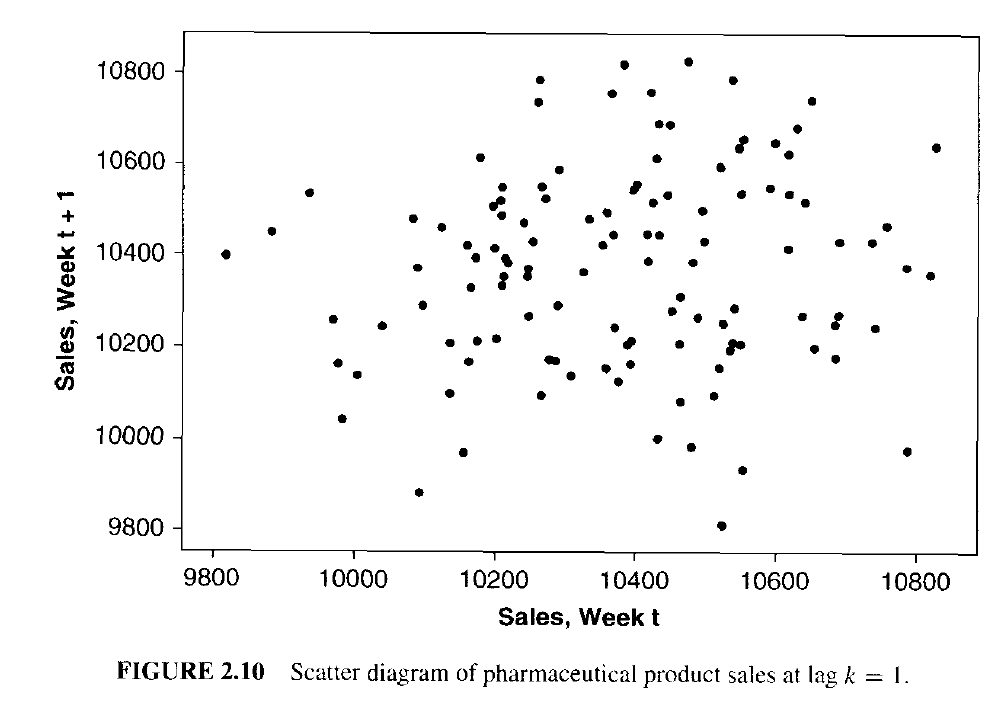 10800
10600
10400
10200
10000
9800
Sales, Week t + 1
9800 10000 10200 10400 10600 10800
Sales, Week t
FIGURE 2.10 Scatter diagram of pharmaceutical product sales at lag k = 1.